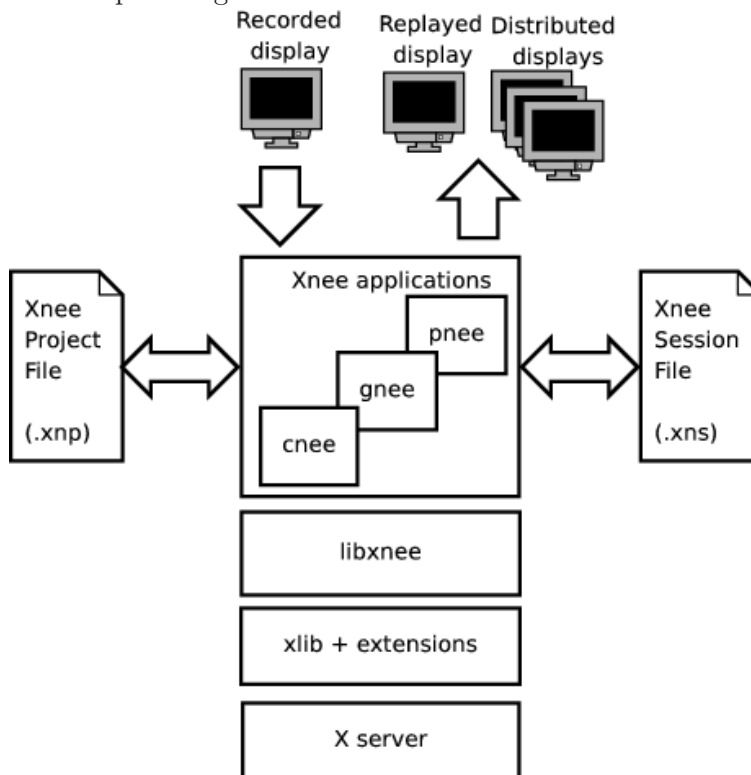 Recorded
display
Replayed
display
Distributed
displays
Xnee applications
pnee
gnee
cnee
Xnee
Project
File
(.xnp)
Xnee
Session
File
(.xns)
libxnee
xlib + extensions
X server